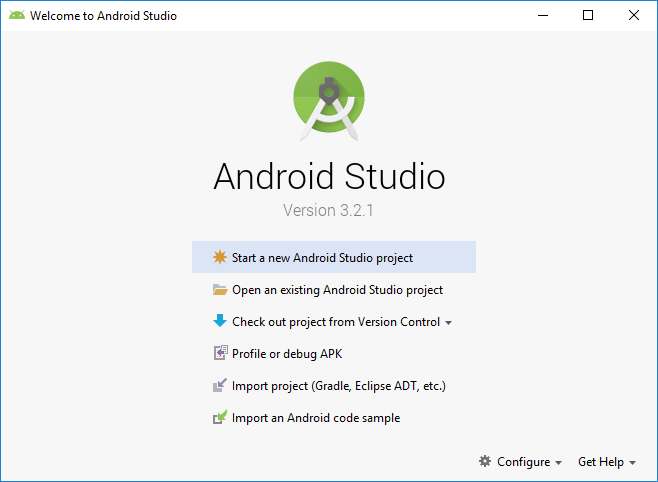 Welcome to Android Studio
Android Studio
Version 3.2.1
Start a new Android Studio project
Open an existing Android Studio project
Check out project from Version Control
Profile or debug APK
Import project (Gradle, Eclipse ADT, etc.)
Import an Android code sample
Configure Get Help